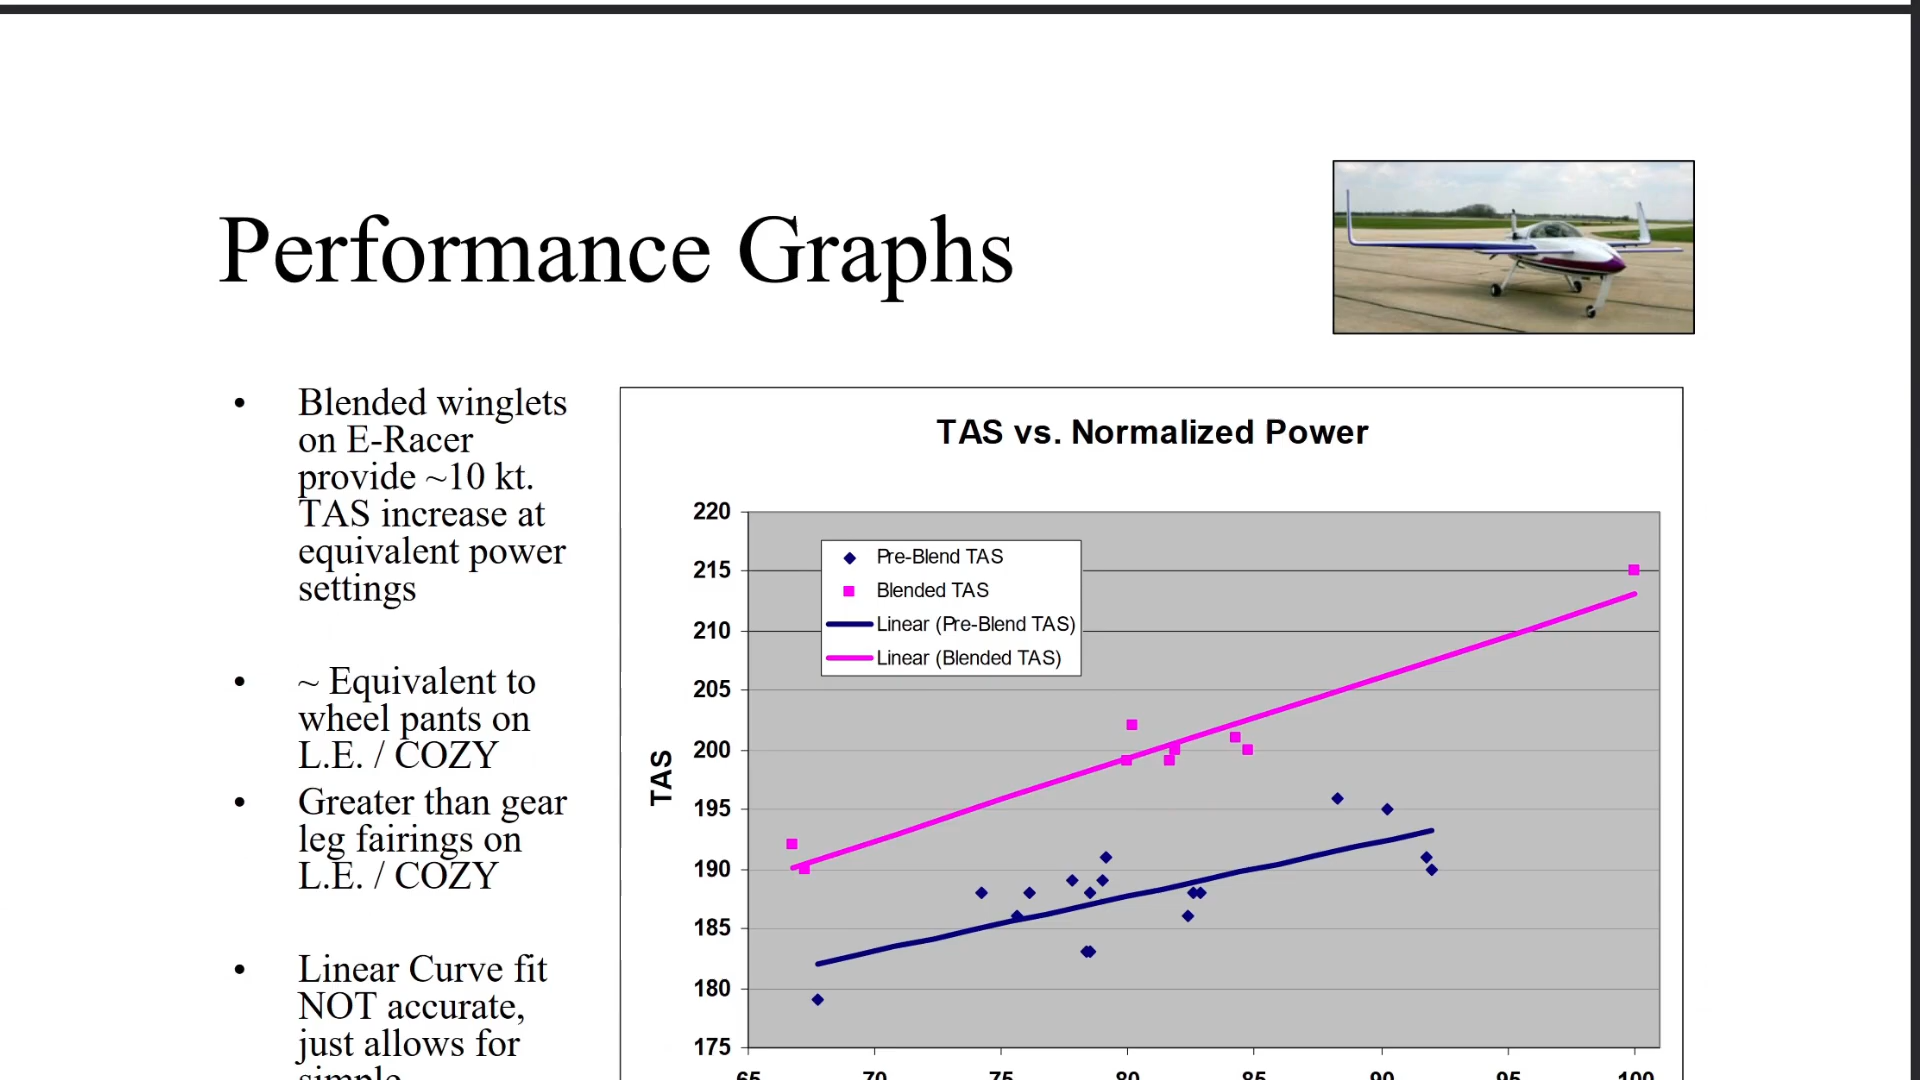 Performance Graphs
• Blended winglets
on E-Racer
provide ~10 kt.
TAS increase at
equivalent power
settings
• ~ Equivalent to
wheel pants on
L.E. / COZY
• Greater than gear
leg fairings on
L.E. / COZY
• Linear Curve fit
NOT accurate,
just allows for
simple
TAS vs. Normalized Power
Pre-Blend TAS
Blended TAS
Linear (Pre-Blend TAS)
Linear (Blended TAS)
TAS
220
215
210
205
200
195
190
185
180
175
65 70 75 80 85 90 95 100